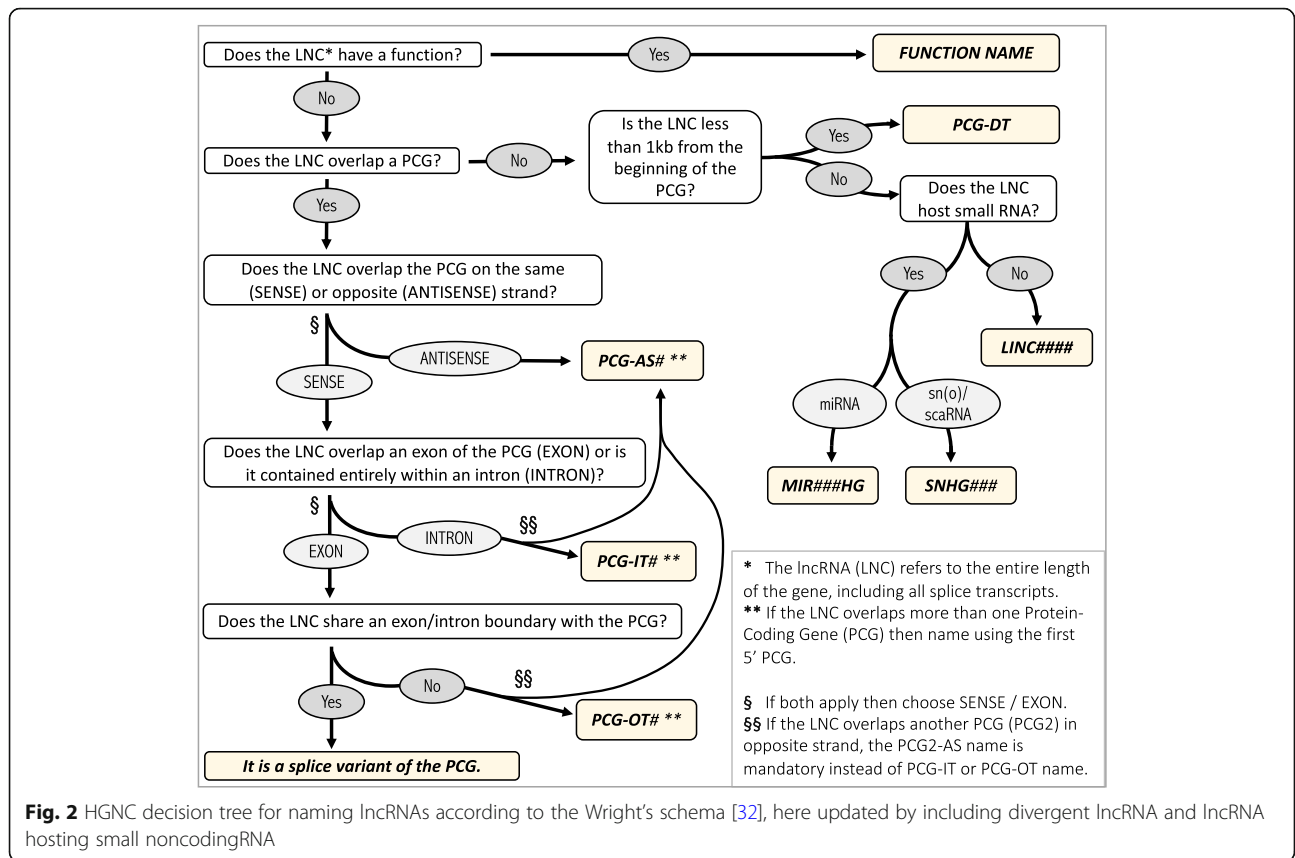 Does the LNC* have a function?
Yes
FUNCTION NAME
No
Does the LNC overlap a PCG?
No
Is the LNC less
than 1kb from the
beginning of the
PCG?
Yes
PCG-DT
No
Does the LNC
host small RNA?
Yes
No
LINC####
miRNA
sn(o)/
scaRNA
MIR###HG
SNHG###
Yes
Does the LNC overlap the PCG on the same
(SENSE) or opposite (ANTISENSE) strand?
§
ANTISENSE
PCG-AS# **
SENSE
Does the LNC overlap an exon of the PCG (EXON) or is
it contained entirely within an intron (INTRON)?
§
INTRON
§§
PCG-IT# **
EXON
Does the LNC share an exon/intron boundary with the PCG?
No
§§
PCG-OT# **
Yes
It is a splice variant of the PCG.
* The lncRNA (LNC) refers to the entire length
of the gene, including all splice transcripts.
** If the LNC overlaps more than one Protein-
Coding Gene (PCG) then name using the first
5' PCG.
§ If both apply then choose SENSE / EXON.
§§ If the LNC overlaps another PCG (PCG2) in
opposite strand, the PCG2-AS name is
mandatory instead of PCG-IT or PCG-OT name.
Fig. 2 HGNC decision tree for naming lncRNAs according to the Wright's schema [32], here updated by including divergent lncRNA and lncRNA
hosting small noncodingRNA